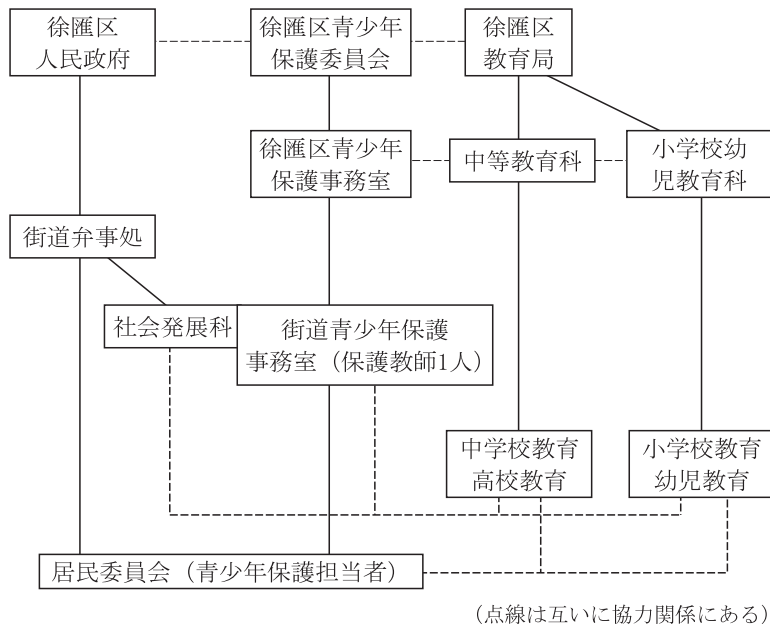 徐匯区
人民政府
徐匯区青少年
保護委員会
徐匯区
教育局
徐匯区青少年
保護事務室
中等教育科
小学校幼
児教育科
街道弁事処
社会発展科
街道青少年保護
事務室（保護教師1人）
中学校教育
高校教育
小学校教育
幼児教育
居民委員会（青少年保護担当者）
（点線は互いに協力関係にある）